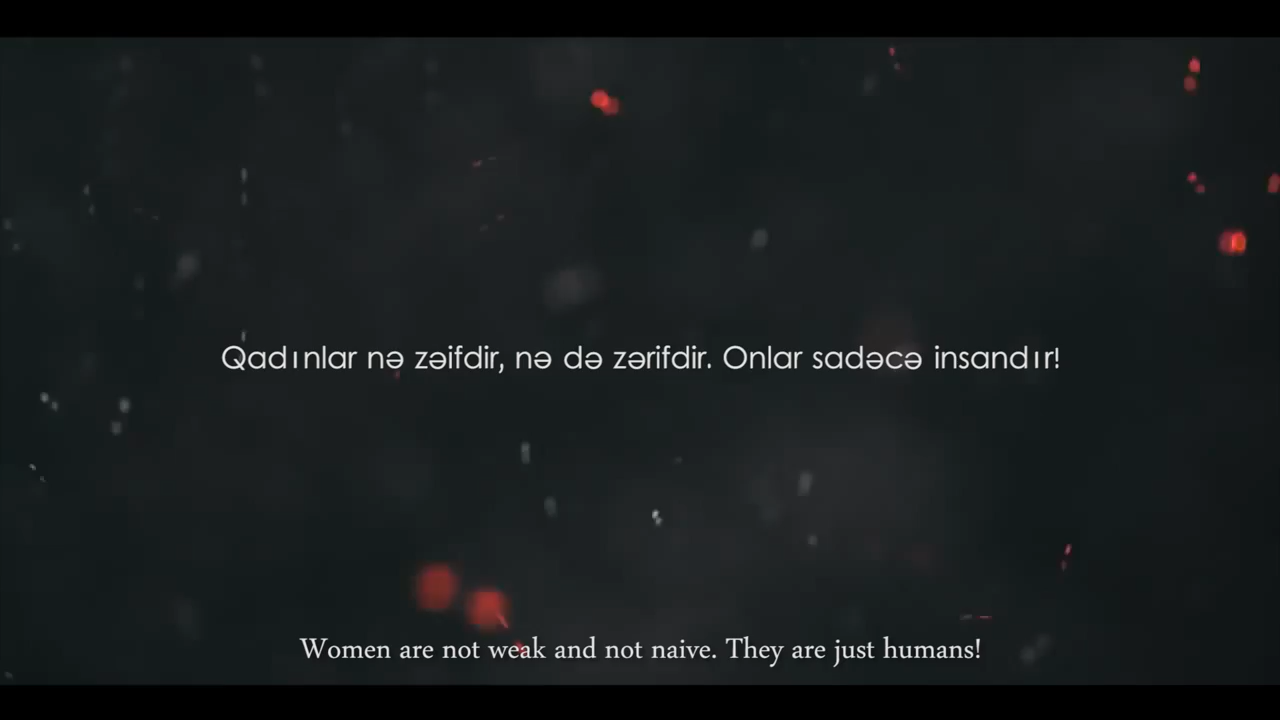 Qadınlar nə zəifdir, nə də zərifdir. Onlar sadəcə insandır!
Women are not weak and not naive. They are just humans!